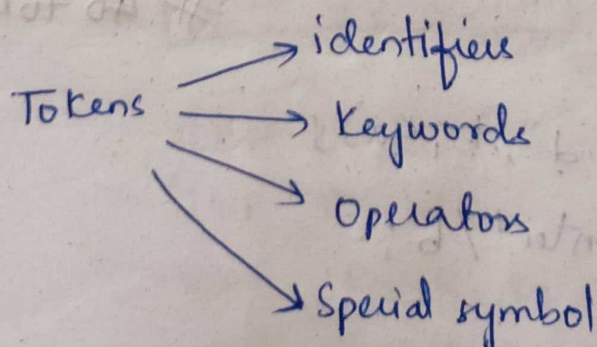 identifiers
Tokens
Keywords
Operators
Special symbol